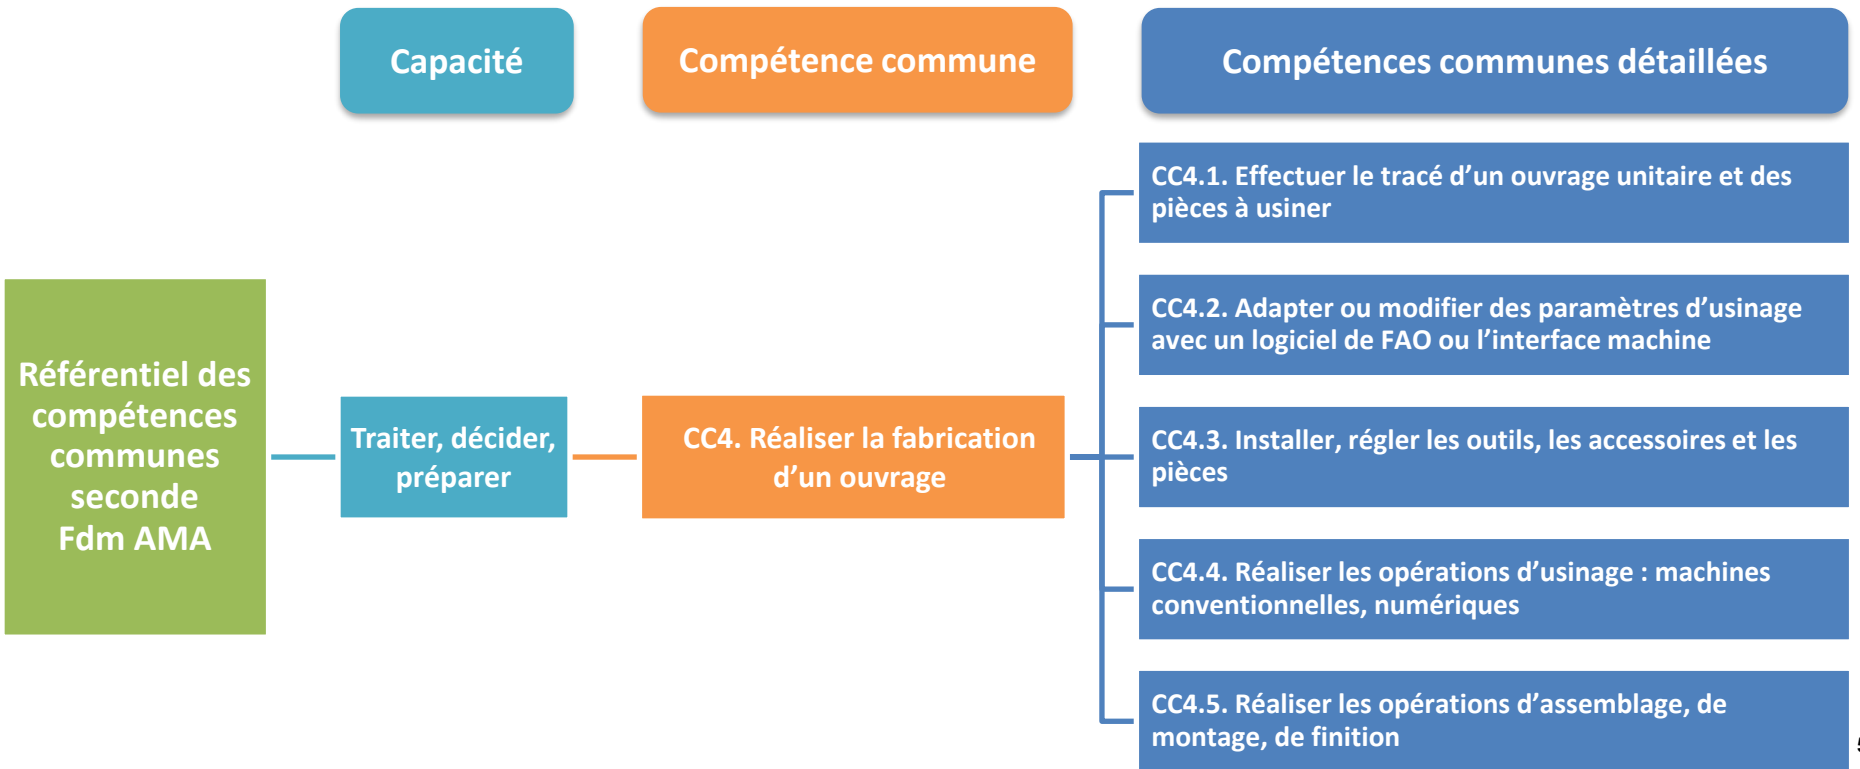 Capacité
Compétence commune
Compétences communes détaillées
Référentiel des
compétences
communes
seconde
Fdm AMA
Traiter, décider,
préparer
CC4. Réaliser la fabrication
d’un ouvrage
CC4.1. Effectuer le tracé d’un ouvrage unitaire et des
pièces à usiner
CC4.2. Adapter ou modifier des paramètres d’usinage
avec un logiciel de FAO ou l’interface machine
CC4.3. Installer, régler les outils, les accessoires et les
pièces
CC4.4. Réaliser les opérations d’usinage : machines
conventionnelles, numériques
CC4.5. Réaliser les opérations d’assemblage, de
montage, de finition